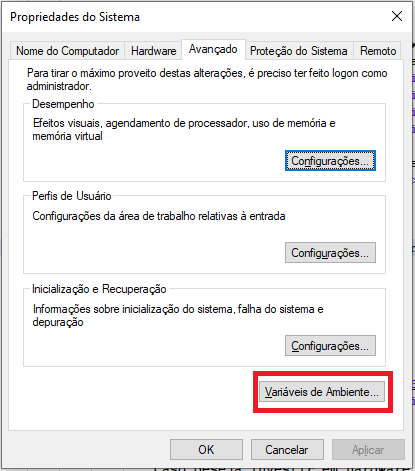 Propriedades do Sistema
Nome do Computador Hardware Avançado Proteção do Sistema Remoto
Para tirar o máximo proveito destas alterações, é preciso ter feito logon como
administrador.
Desempenho
Efeitos visuais, agendamento de processador, uso de memória e
memória virtual
Configurações...
Perfis de Usuário
Configurações da área de trabalho relativas à entrada
Configurações...
Inicialização e Recuperação
Informações sobre inicialização do sistema, falha do sistema e
depuração
Configurações...
Variáveis de Ambiente...
OK Cancelar Aplicar